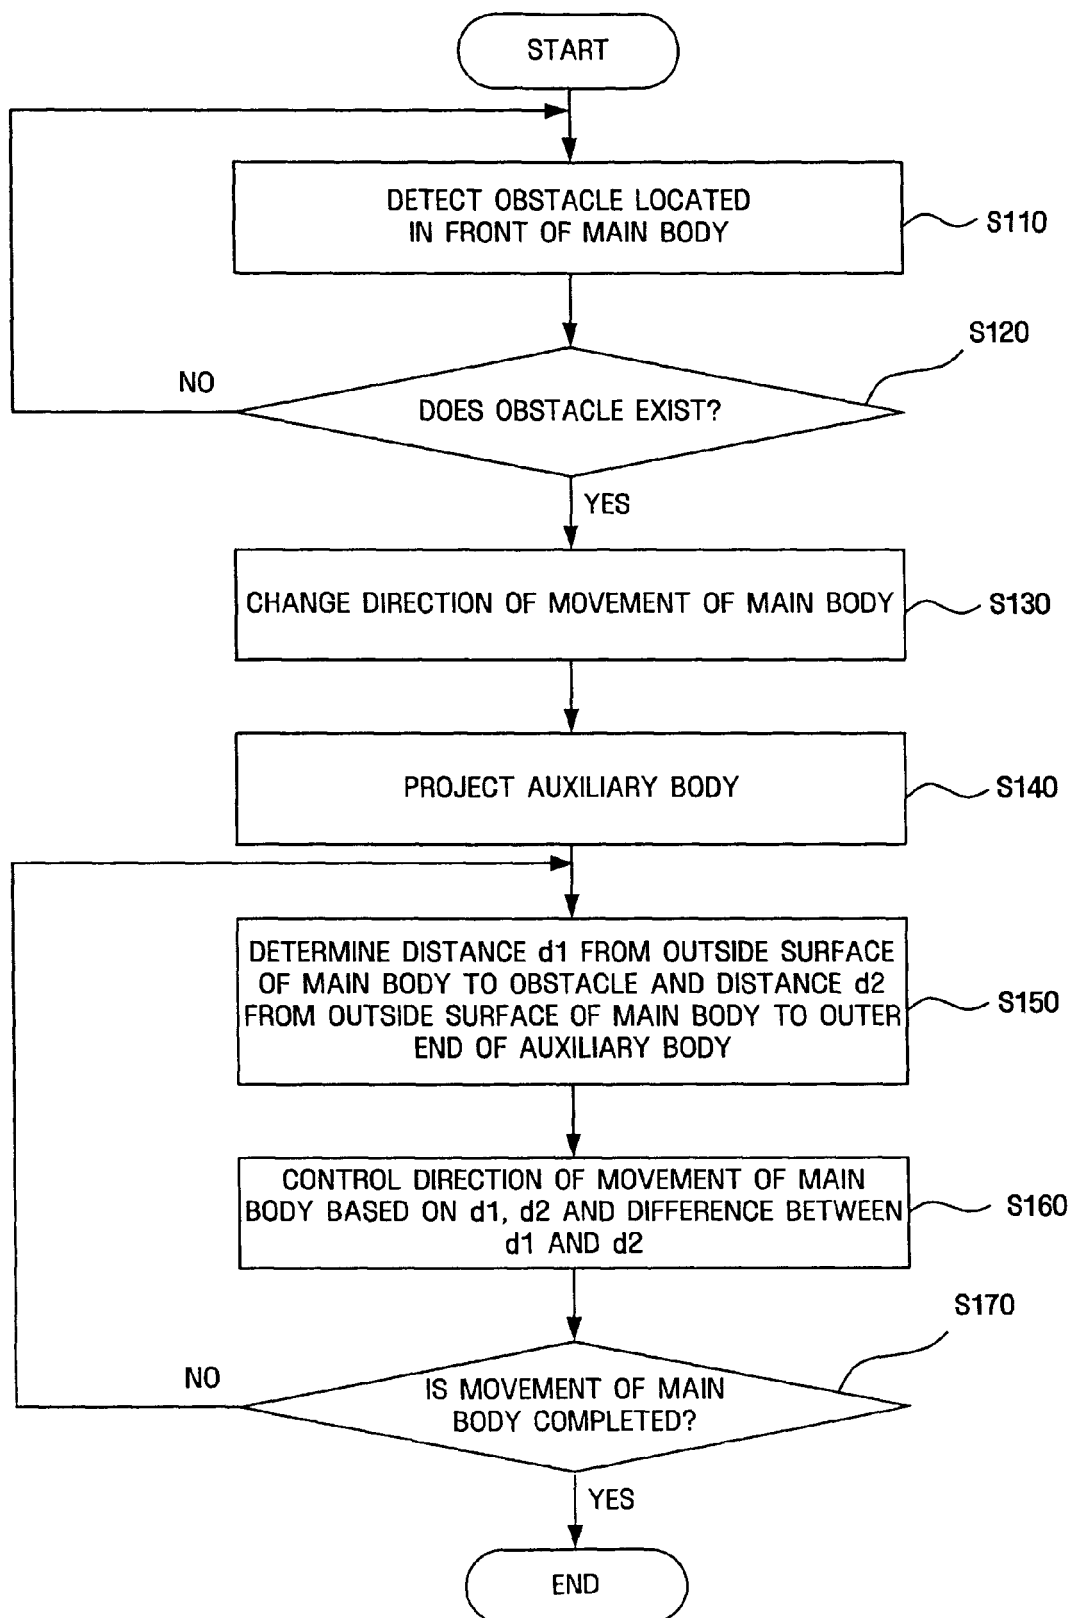 START
DETECT OBSTACLE LOCATED
IN FRONT OF MAIN BODY
S110
S120
NO
DOES OBSTACLE EXIST?
YES
CHANGE DIRECTION OF MOVEMENT OF MAIN BODY
S130
PROJECT AUXILIARY BODY
S140
DETERMINE DISTANCE d1 FROM OUTSIDE SURFACE
OF MAIN BODY TO OBSTACLE AND DISTANCE d2
FROM OUTSIDE SURFACE OF MAIN BODY TO OUTER
END OF AUXILIARY BODY
S150
CONTROL DIRECTION OF MOVEMENT OF MAIN
BODY BASED ON d1, d2 AND DIFFERENCE BETWEEN
d1 AND d2
S160
S170
NO
IS MOVEMENT OF MAIN
BODY COMPLETED?
YES
END